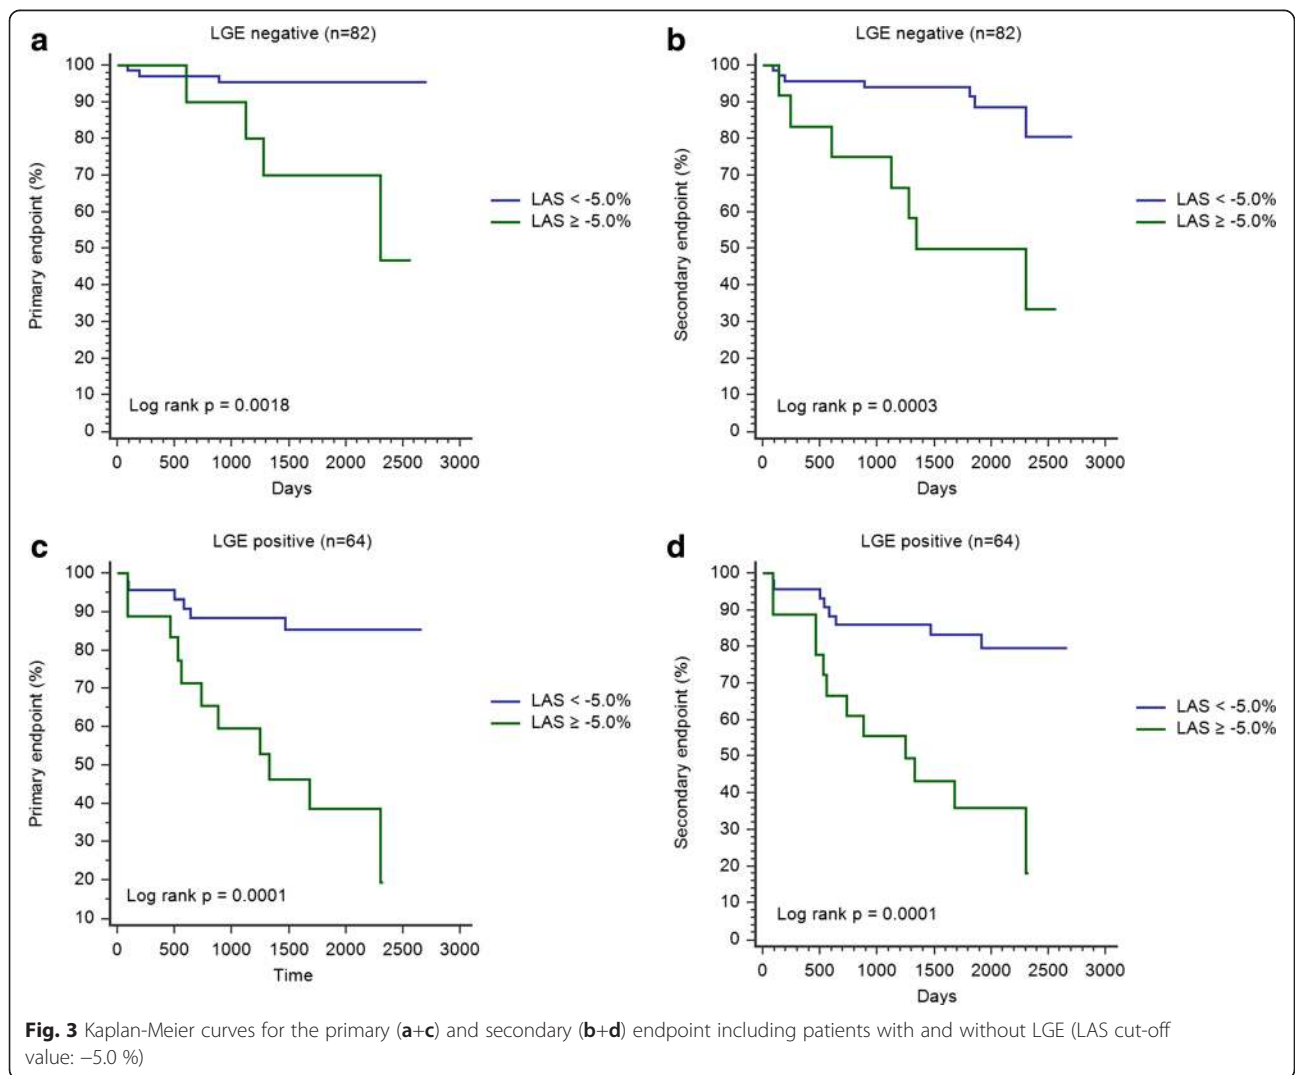 a
LGE negative (n=82)
100
90
80
70
60
50
40
30
20
10
0
Primary endpoint (%)
LAS < -5.0%
LAS ≥ -5.0%
Log rank p = 0.0018
0 500 1000 1500 2000 2500 3000
Days
b
LGE negative (n=82)
100
90
80
70
60
50
40
30
20
10
0
Secondary endpoint (%)
LAS < -5.0%
LAS ≥ -5.0%
Log rank p = 0.0003
0 500 1000 1500 2000 2500 3000
Days
c
LGE positive (n=64)
100
90
80
70
60
50
40
30
20
10
Primary endpoint (%)
LAS < -5.0%
LAS ≥ -5.0%
Log rank p = 0.0001
0 500 1000 1500 2000 2500 3000
Time
d
LGE positive (n=64)
100
90
80
70
60
50
40
30
20
10
0
Secondary endpoint (%)
LAS < -5.0%
LAS ≥ -5.0%
Log rank p = 0.0001
0 500 1000 1500 2000 2500 3000
Days
Fig. 3 Kaplan-Meier curves for the primary (a+c) and secondary (b+d) endpoint including patients with and without LGE (LAS cut-off
value: −5.0 %)